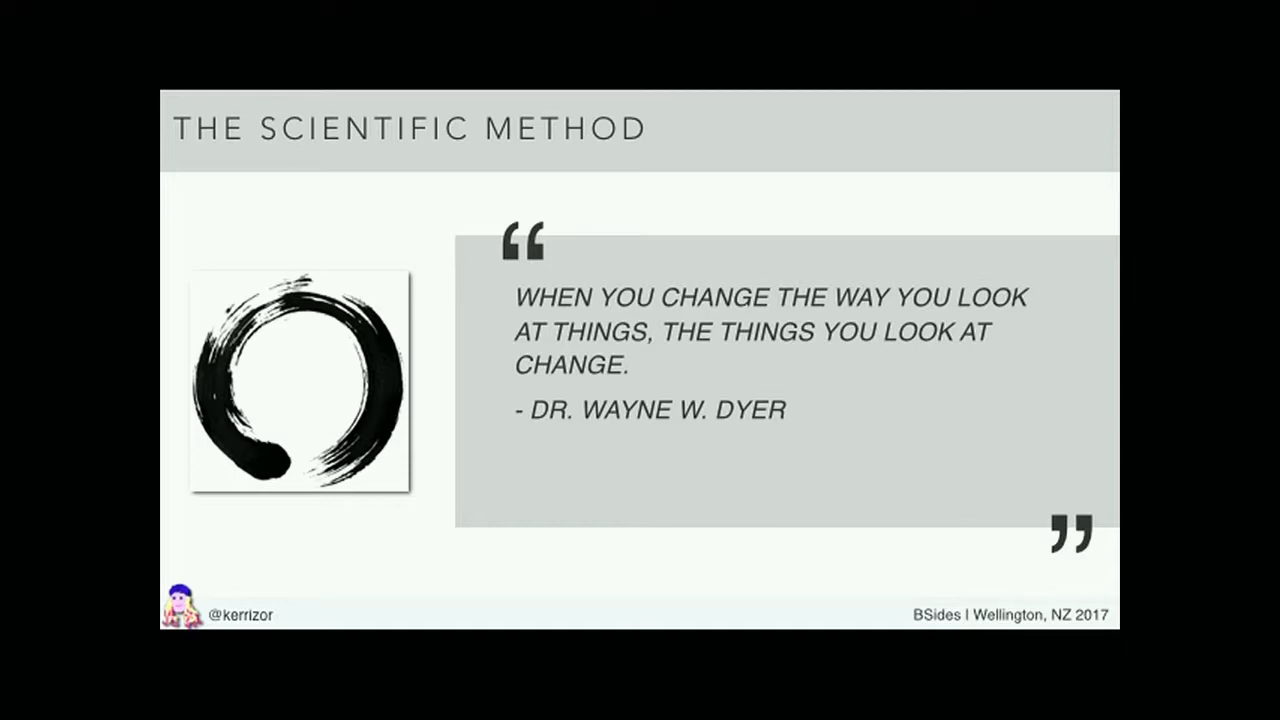 THE SCIENTIFIC METHOD
“
WHEN YOU CHANGE THE WAY YOU LOOK
AT THINGS, THE THINGS YOU LOOK AT
CHANGE.
- DR. WAYNE W. DYER
”
@kerrizor
BSides | Wellington, NZ 2017